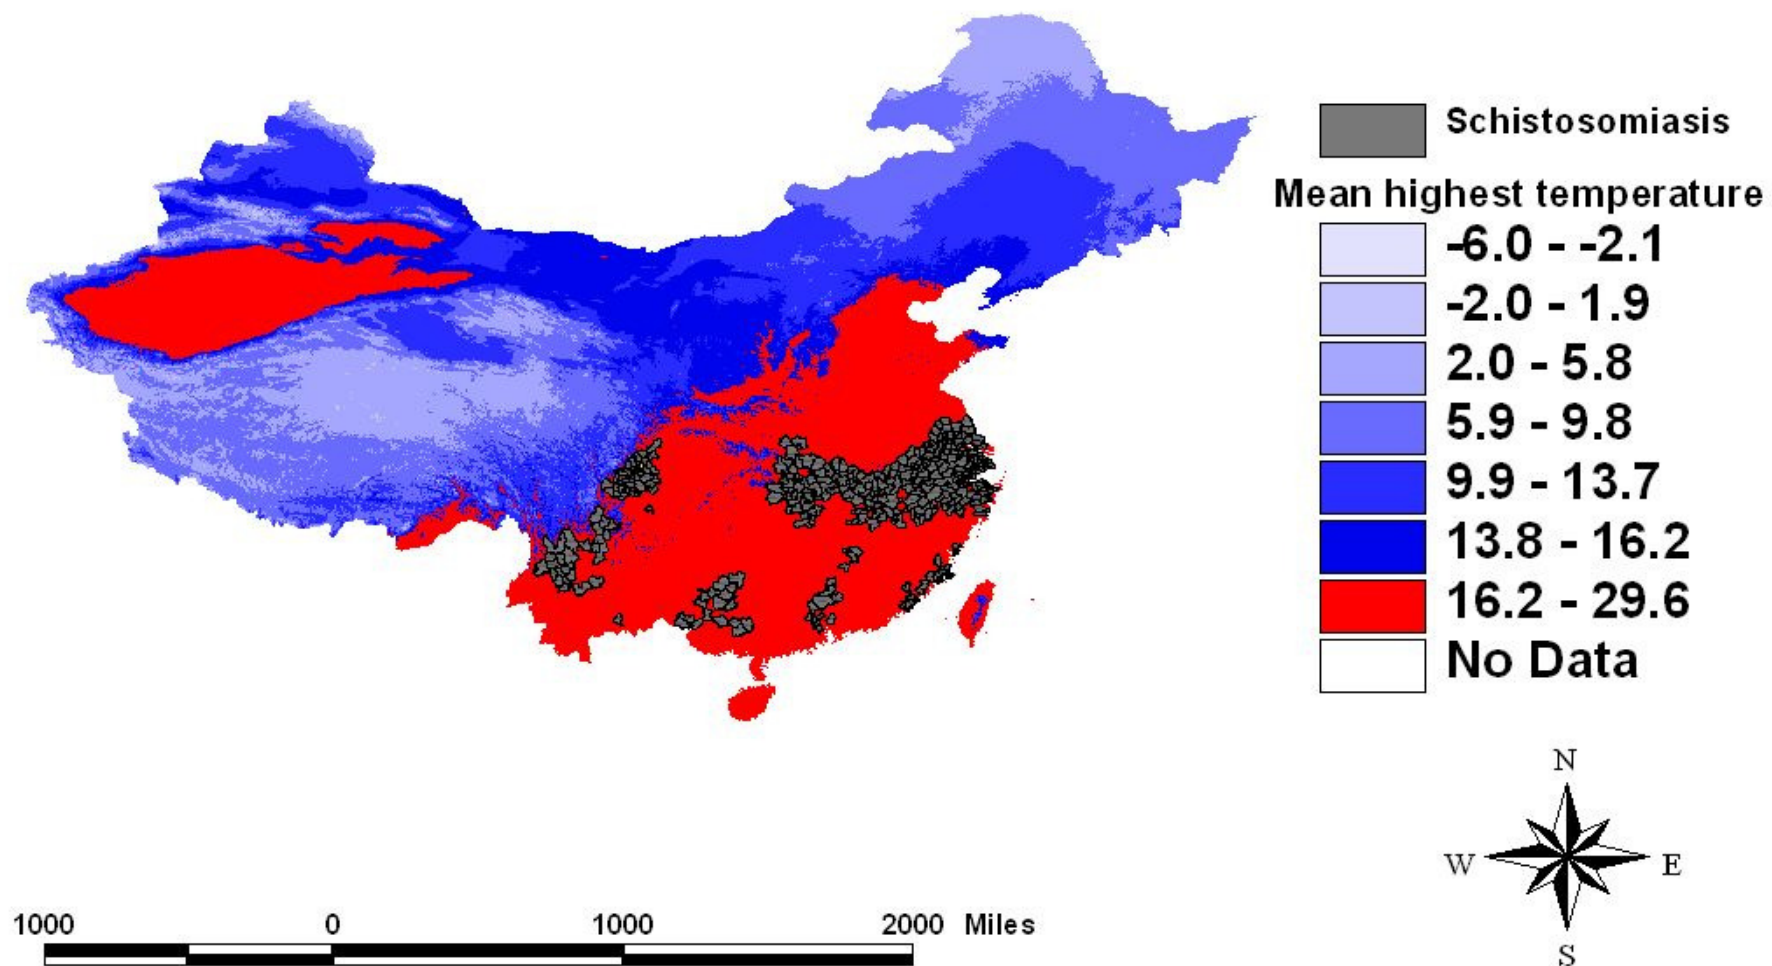 Schistosomiasis
Mean highest temperature
-6.0 - -2.1
-2.0 - 1.9
2.0 - 5.8
5.9 - 9.8
9.9 - 13.7
13.8 - 16.2
16.2 - 29.6
No Data
N
W E
S
1000 0 1000 2000 Miles